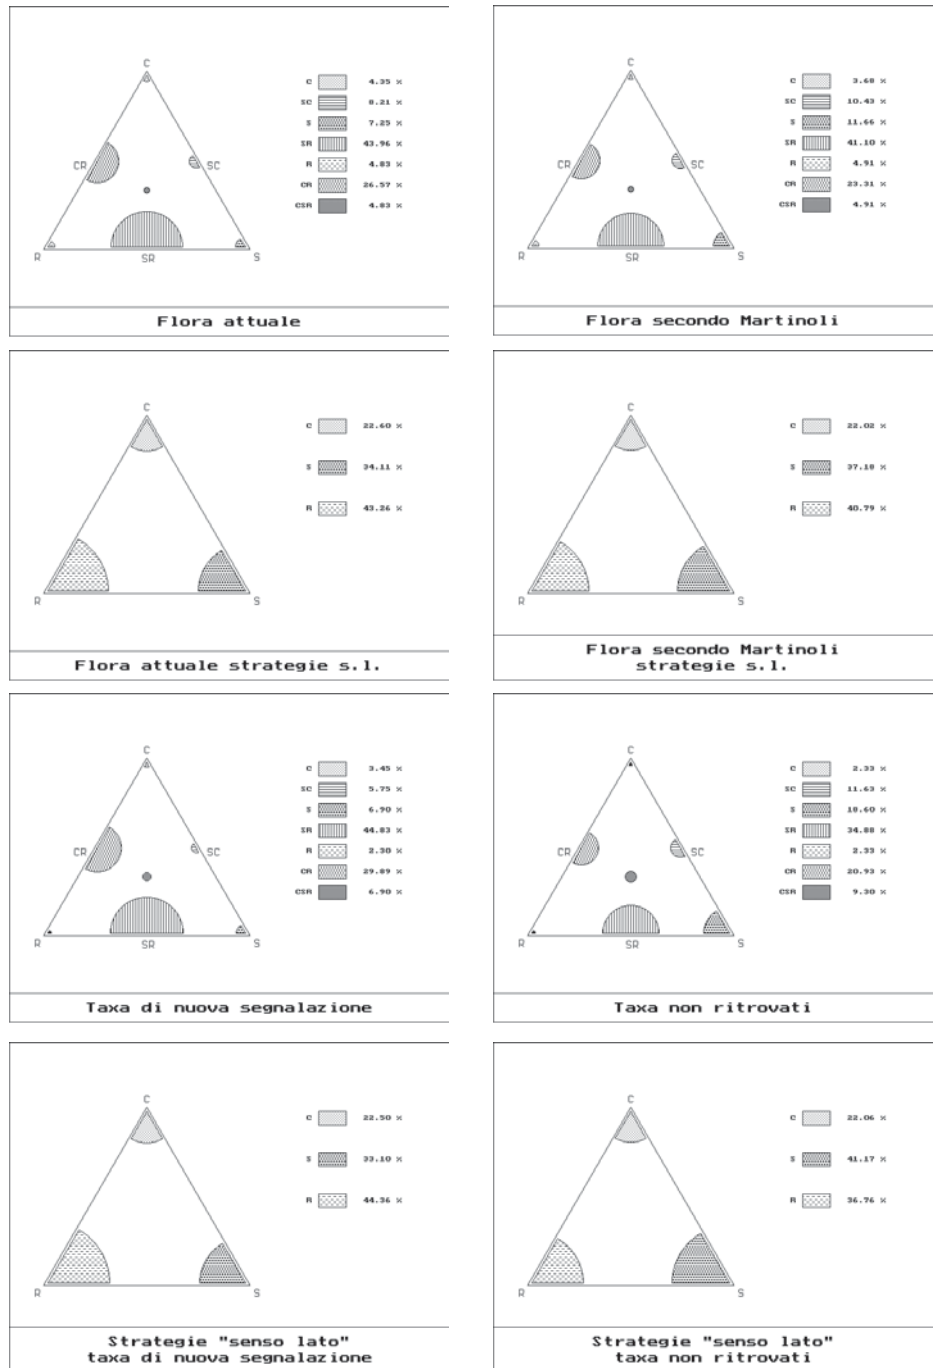 C
CR
SC
R
SR
S
C 4.35 %
SC 8.21 %
S 7.25 %
SR 43.96 %
R 4.83 %
CR 26.57 %
CSR 4.83 %
Flora attuale
C
CR
SC
R
SR
S
C 3.68 %
SC 10.43 %
S 11.66 %
SR 41.10 %
R 4.91 %
CR 23.31 %
CSR 4.91 %
Flora secondo Martinoli
C
R
S
C 22.60 %
S 34.11 %
R 43.26 %
Flora attuale strategie s.l.
C
R
S
C 22.02 %
S 37.18 %
R 40.79 %
Flora secondo Martinoli
strategie s.l.
C
CR
SC
R
SR
S
C 3.45 %
SC 5.75 %
S 6.90 %
SR 44.83 %
R 2.30 %
CR 29.89 %
CSR 6.90 %
Taxa di nuova segnalazione
C
CR
SC
R
SR
S
C 2.33 %
SC 11.63 %
S 18.60 %
SR 34.88 %
R 2.33 %
CR 20.93 %
CSR 9.30 %
Taxa non ritrovati
C
R
S
C 22.50 %
S 33.10 %
R 44.36 %
Strategie "senso lato"
taxa di nuova segnalazione
C
R
S
C 22.06 %
S 41.17 %
R 36.76 %
Strategie "senso lato"
taxa non ritrovati